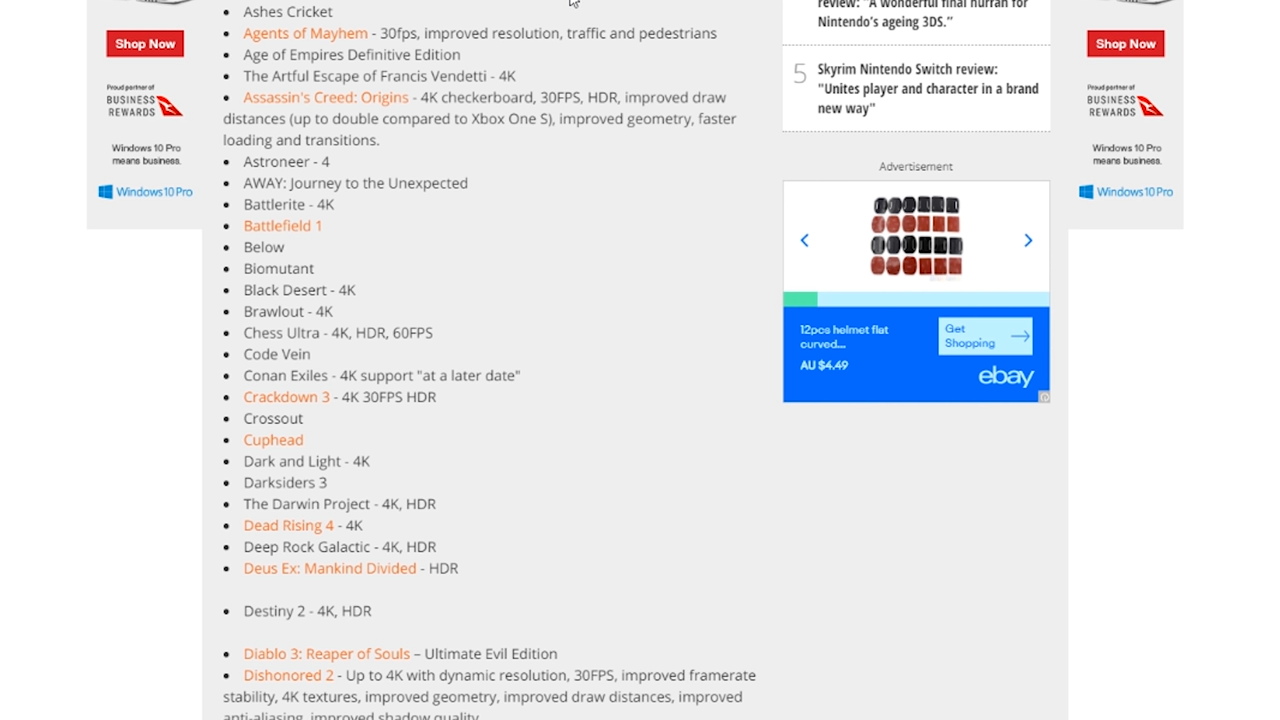 Shop Now
Proud partner of
BUSINESS
REWARDS
Windows 10 Pro
means business.
Windows 10 Pro
Ashes Cricket
Agents of Mayhem - 30fps, improved resolution, traffic and pedestrians
Age of Empires Definitive Edition
The Artful Escape of Francis Vendetti - 4K
Assassin's Creed: Origins - 4K checkerboard, 30FPS, HDR, improved draw
distances (up to double compared to Xbox One S), improved geometry, faster
loading and transitions.
Astroneer - 4
AWAY: Journey to the Unexpected
Battlerite - 4K
Battlefield 1
Below
Biomutant
Black Desert - 4K
Brawlout - 4K
Chess Ultra - 4K, HDR, 60FPS
Code Vein
Conan Exiles - 4K support "at a later date"
Crackdown 3 - 4K 30FPS HDR
Crossout
Cuphead
Dark and Light - 4K
Darksiders 3
The Darwin Project - 4K, HDR
Dead Rising 4 - 4K
Deep Rock Galactic - 4K, HDR
Deus Ex: Mankind Divided - HDR
Destiny 2 - 4K, HDR
Diablo 3: Reaper of Souls – Ultimate Evil Edition
Dishonored 2 - Up to 4K with dynamic resolution, 30FPS, improved framerate
stability, 4K textures, improved geometry, improved draw distances, improved
anti-aliasing, improved shadow quality
review: "A wonderful final hurrah for
Nintendo's ageing 3DS."
5
Skyrim Nintendo Switch review:
"Unites player and character in a brand
new way"
Advertisement
12pcs helmet flat
curved...
AU $4.49
Get
Shopping
ebay
Shop Now
Proud partner of
BUSINESS
REWARDS
Windows 10 Pro
means business.
Windows 10 Pro